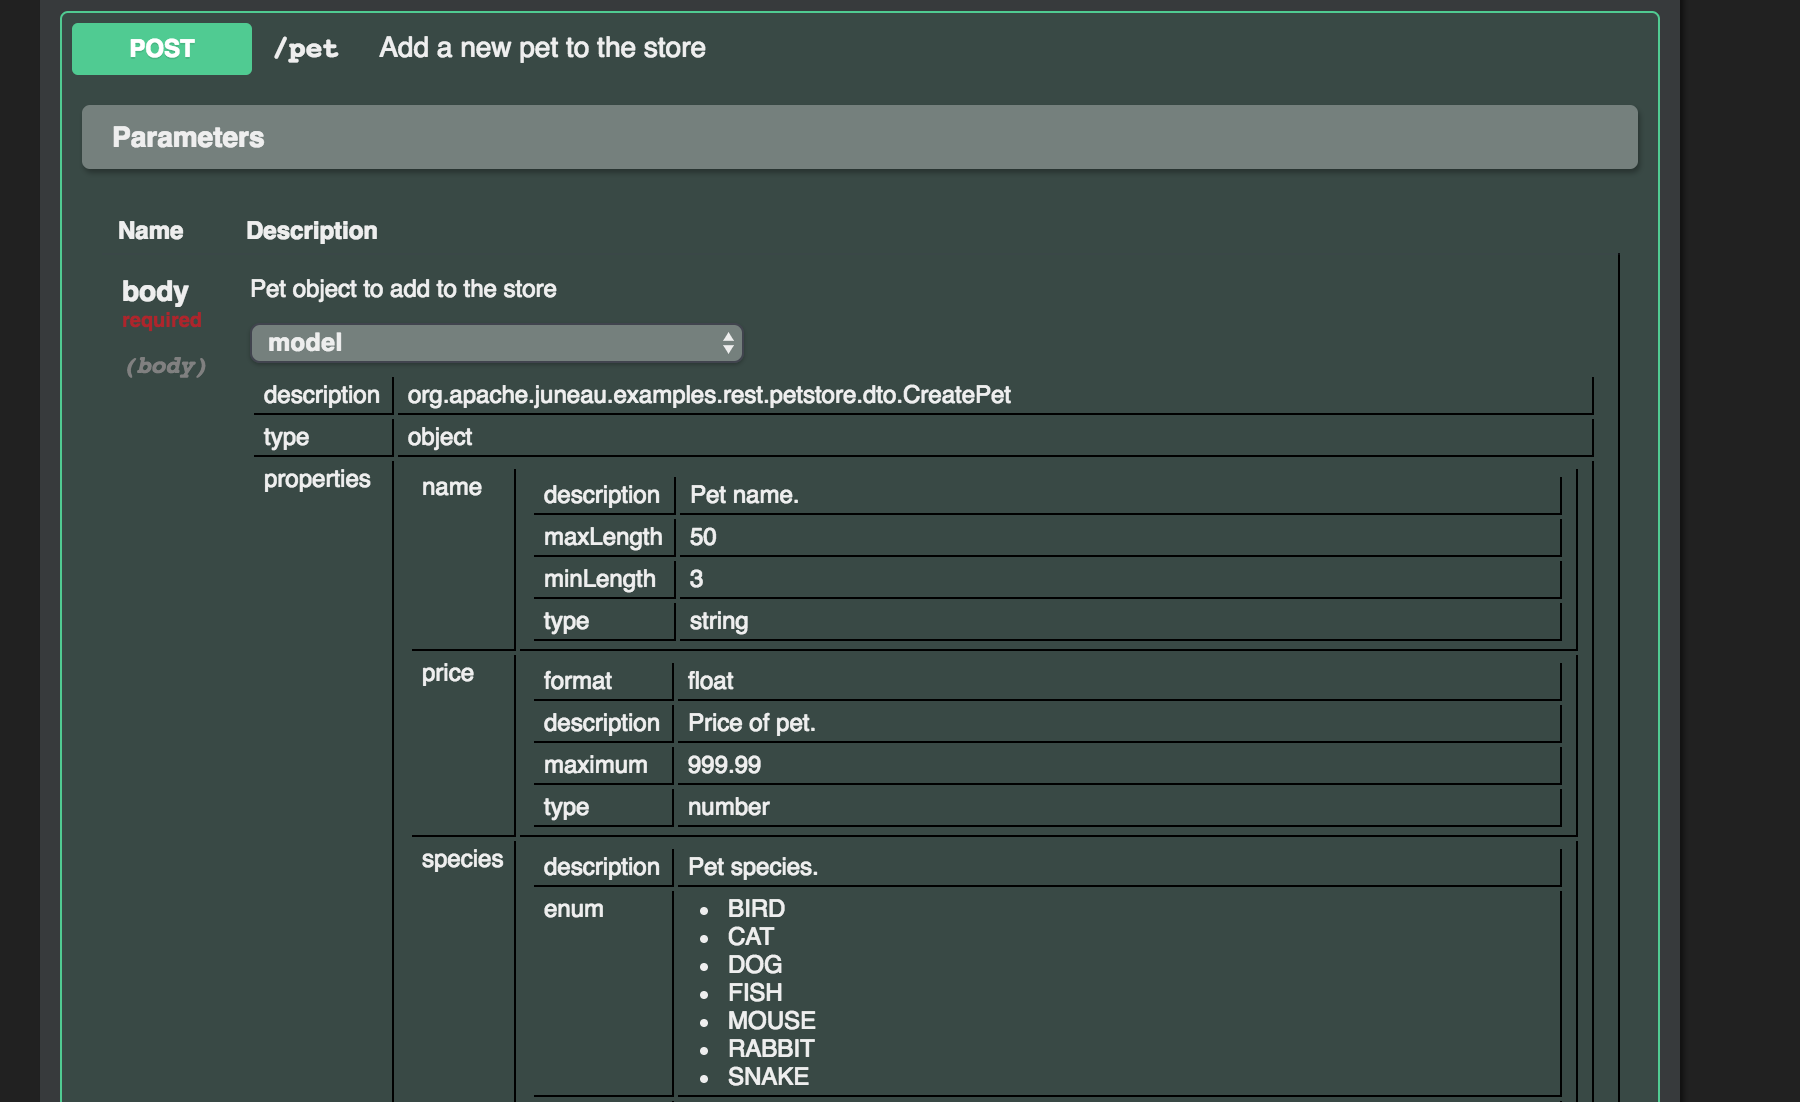 POST /pet Add a new pet to the store
Parameters
Name Description
body Pet object to add to the store
required
(body)
model
description org.apache.juneau.examples.rest.petstore.dto.CreatePet
type object
properties name description Pet name.
maxLength 50
minLength 3
type string
price format float
description Price of pet.
maximum 999.99
type number
species description Pet species.
enum
• BIRD
• CAT
• DOG
• FISH
• MOUSE
• RABBIT
• SNAKE